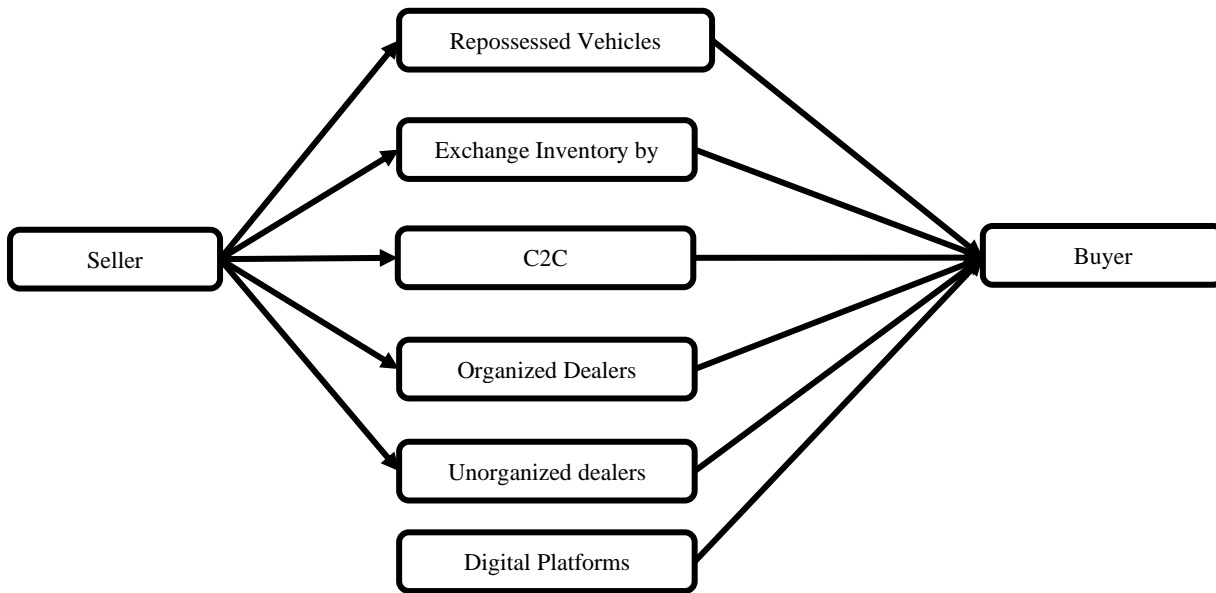 Repossessed Vehicles
Exchange Inventory by
Seller
C2C
Buyer
Organized Dealers
Unorganized dealers
Digital Platforms